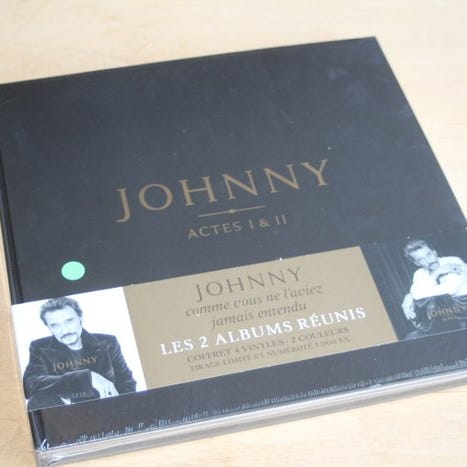 JOHNNY
ACTES I & II
JOHNNY
comme vous ne l'aviez
jamais entendu
LES 2 ALBUMS RÉUNIS
COFFRET 4 VINYLES - 2 COULEURS
TIRAGE LIMITÉ ET NUMÉROTÉ 1.000 EX.
JOHNNY
JOHNNY